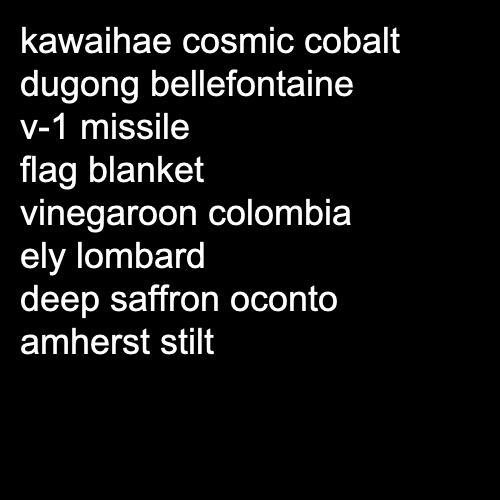 kawaihae cosmic cobalt
dugong bellefontaine
v-1 missile
flag blanket
vinegaroon colombia
ely lombard
deep saffron oconto
amherst stilt